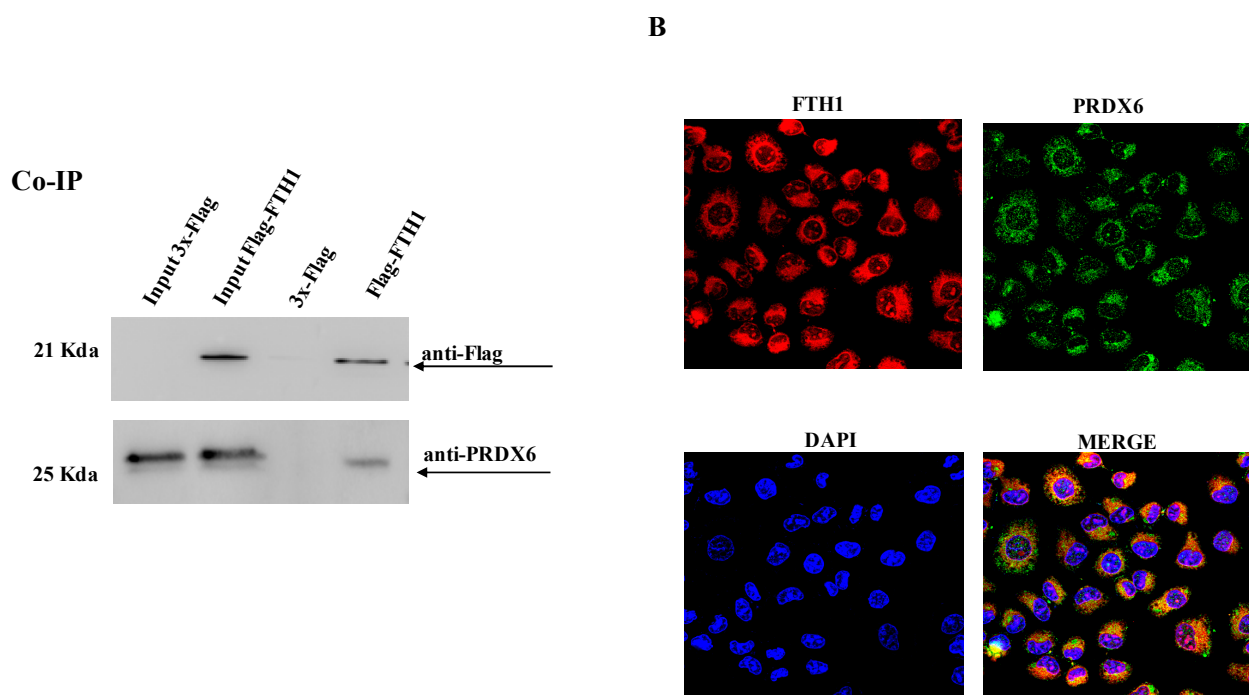 B
FTH1
PRDX6
Co-IP
Input 3x-Flag
Input Flag-FTH1
3x-Flag
Flag-FTH1
21 Kda
anti-Flag
25 Kda
anti-PRDX6
DAPI
MERGE